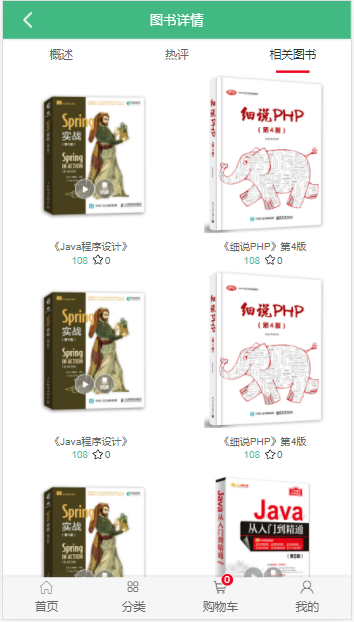 图书详情
概述 热评 相关图书
Spring
实战
Spring
IN ACTION
细说PHP
(第4版)
《Java程序设计》 《细说PHP》第4版
108 0 108 0
Spring
实战
Spring
IN ACTION
细说PHP
(第4版)
《Java程序设计》 《细说PHP》第4版
108 0 108 0
Spring
实战
Spring
IN ACTION
Java
从入门到精通
0
首页 分类 购物车 我的